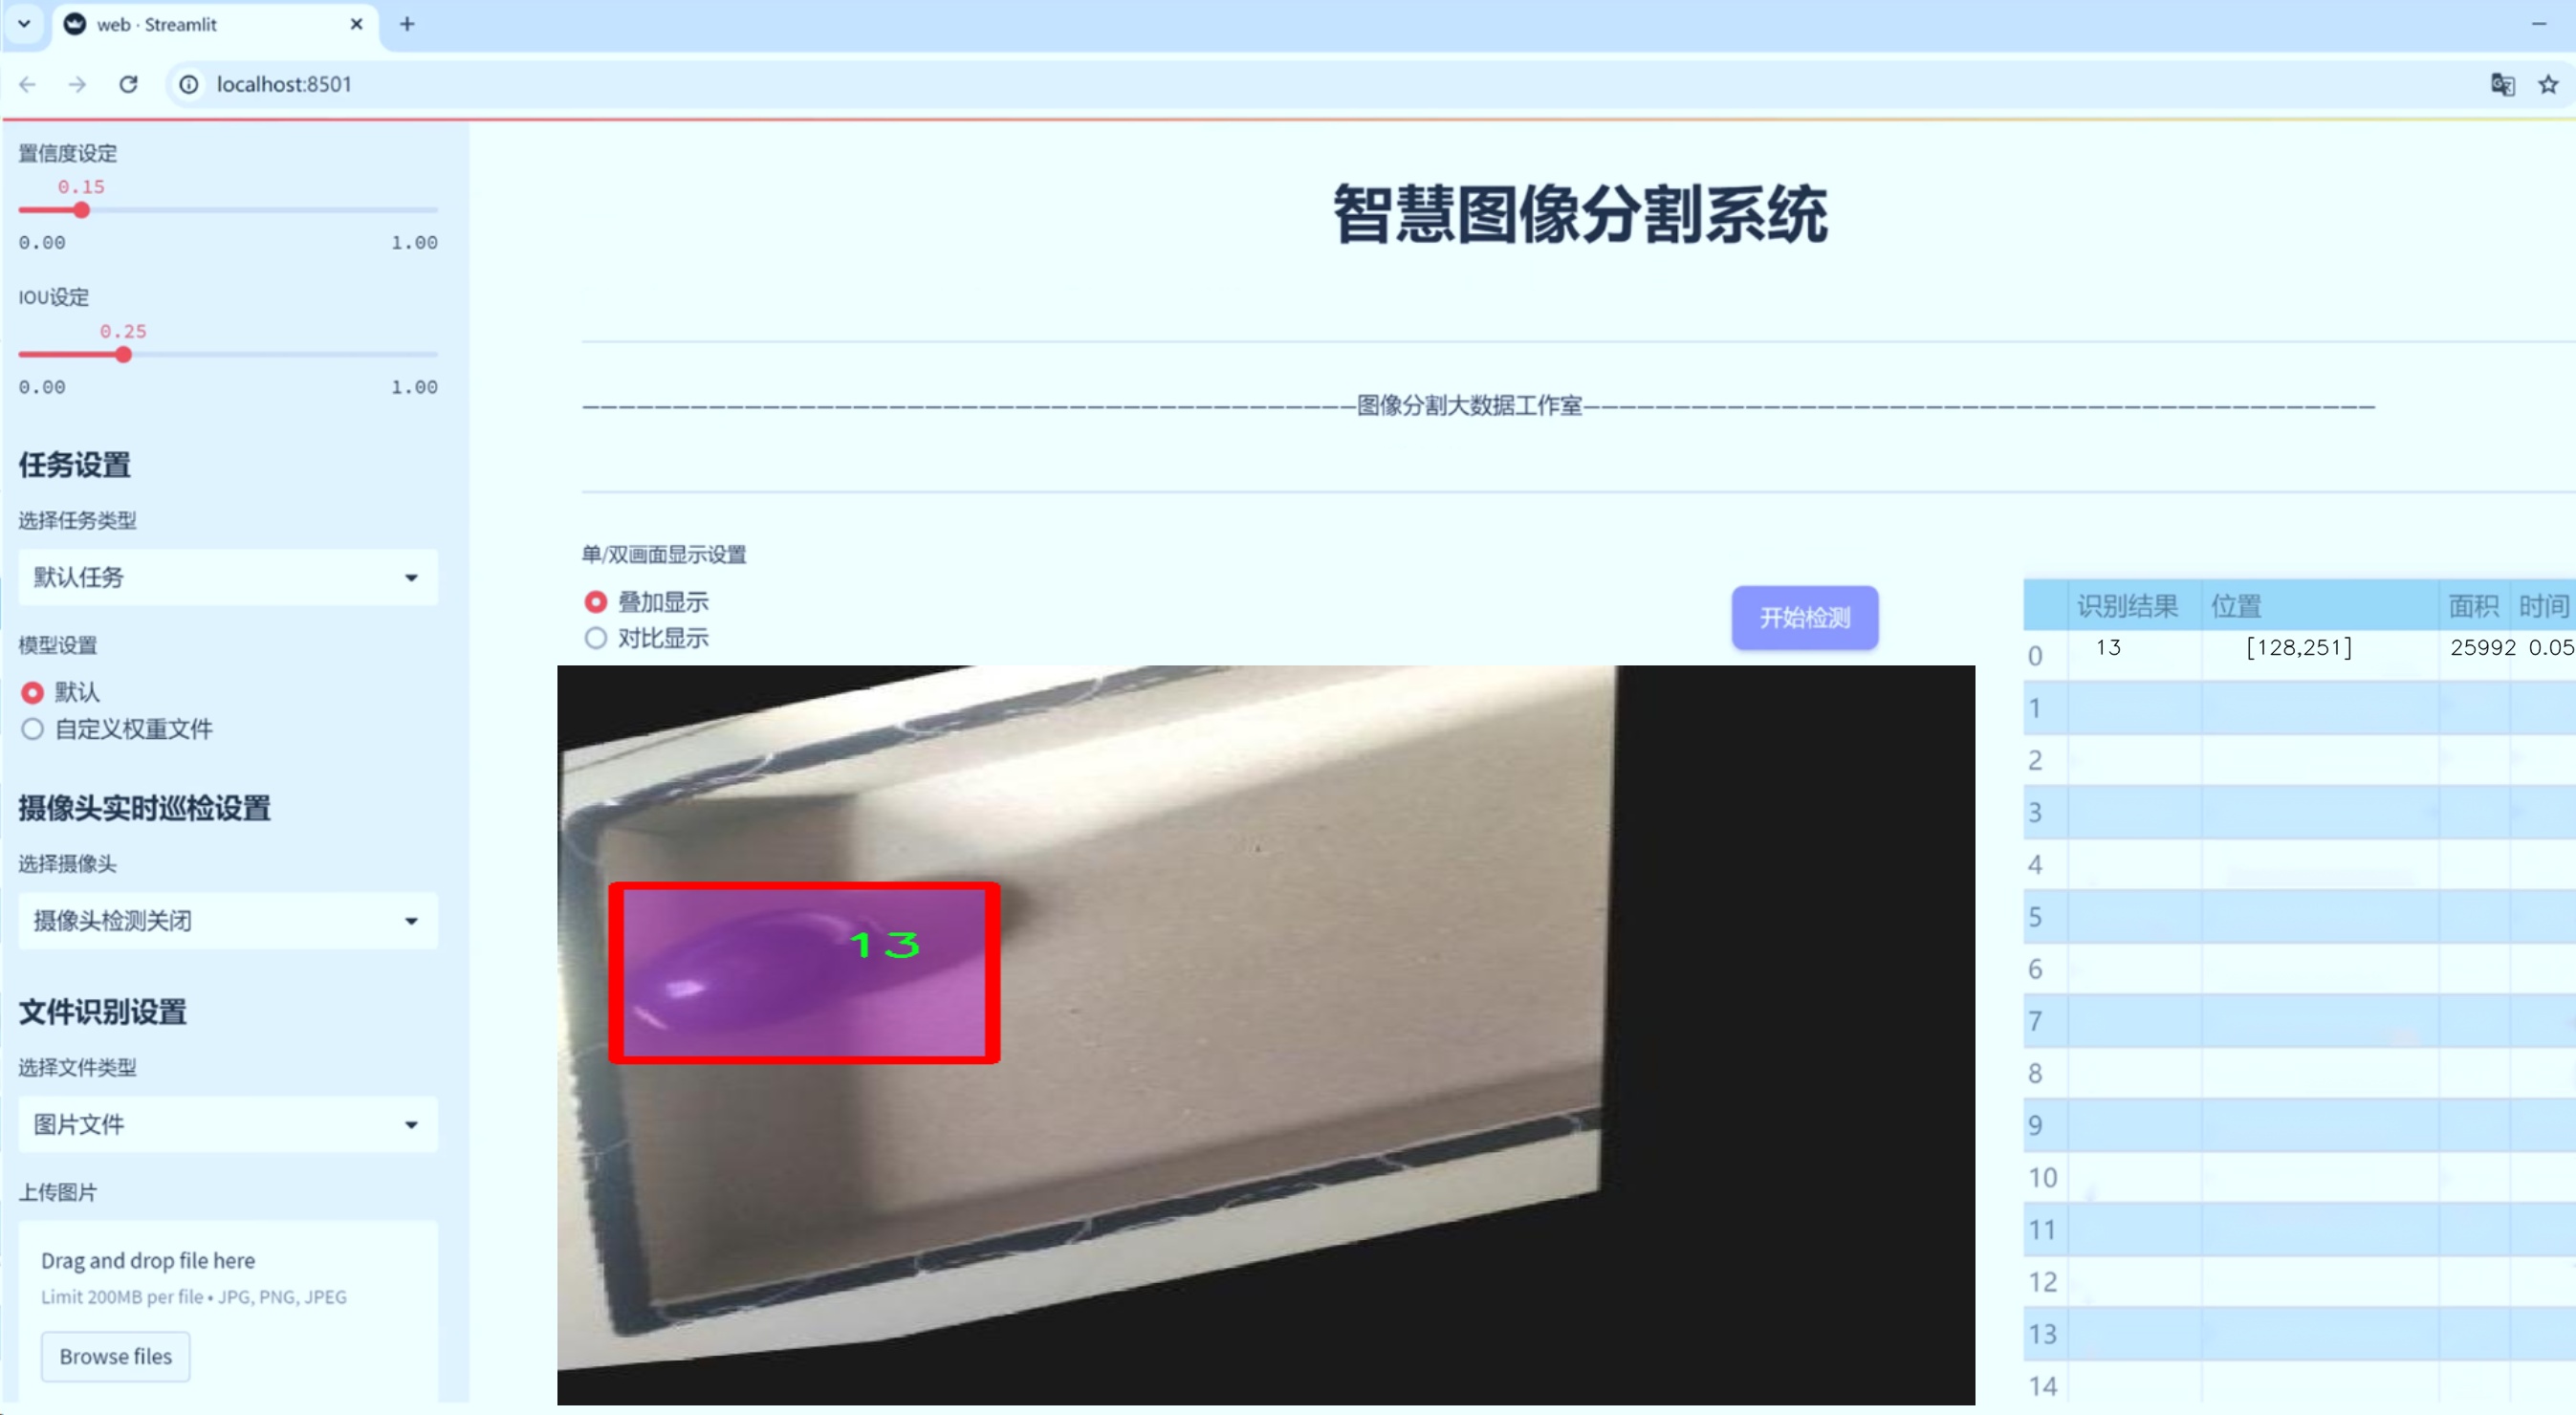 web · Streamlit
localhost:8501
置信度设定
0.15
0.00 1.00
IOU设定
0.25
0.00 1.00
任务设置
选择任务类型
默认任务
模型设置
默认
自定义权重文件
摄像头实时巡检设置
选择摄像头
摄像头检测关闭
文件识别设置
选择文件类型
图片文件
上传图片
Drag and drop file here
Limit 200MB per file • JPG, PNG, JPEG
Browse files
智慧图像分割系统
图像分割大数据工作室
单/双画面显示设置
叠加显示
对比显示
开始检测
13
识别结果 位置 面积 时间
0 13 [128,251] 25992 0.05
1
2
3
4
5
6
7
8
9
10
11
12
13
14